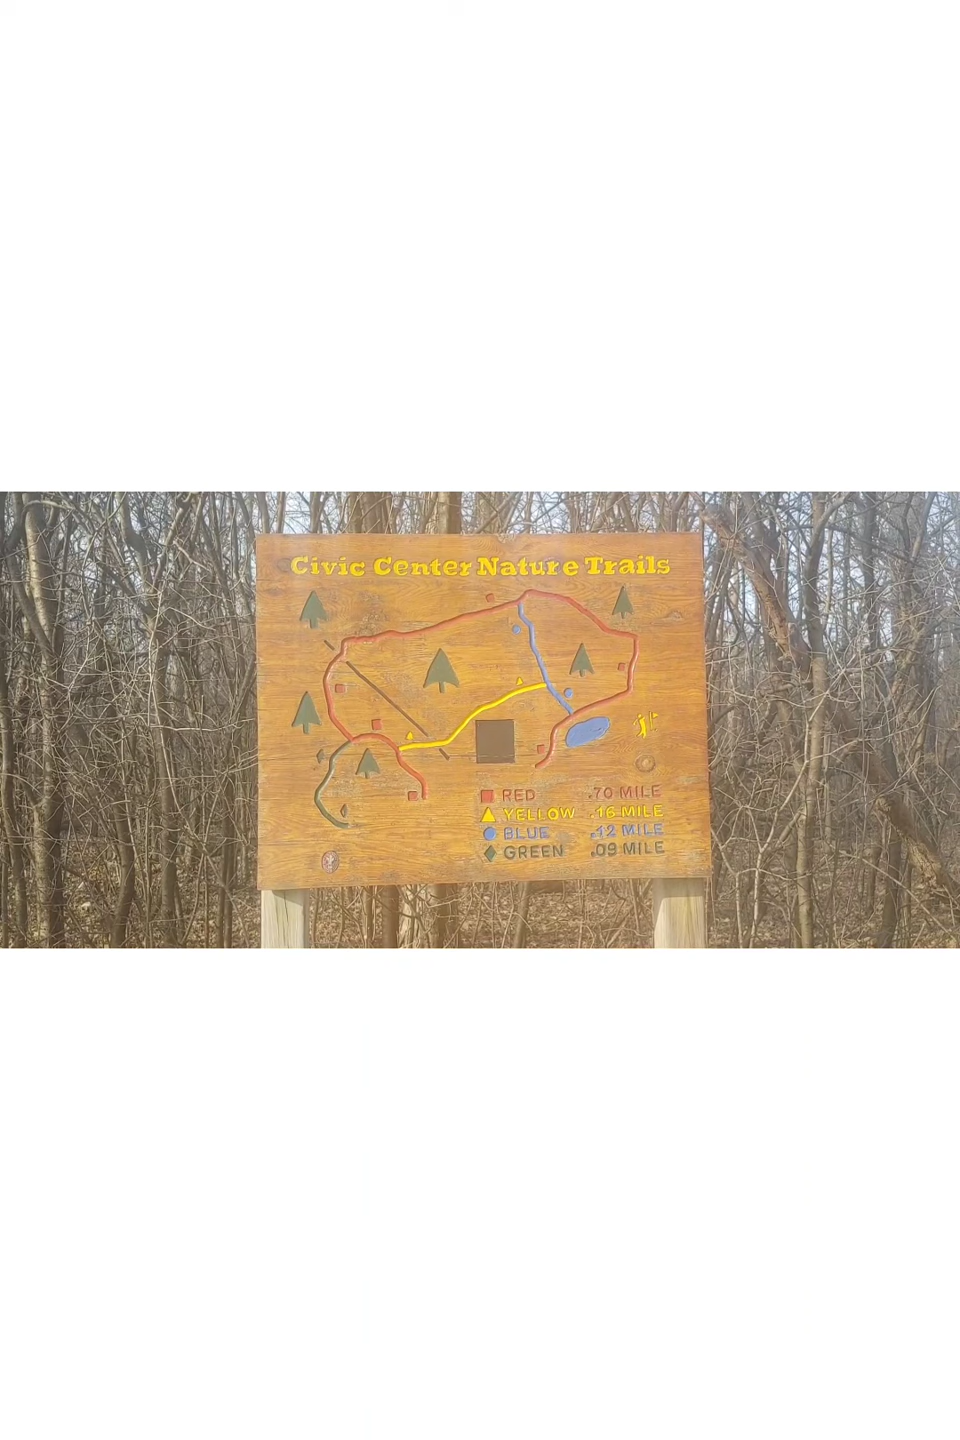 Civic Center Nature Trails
RED .70 MILE
YELLOW .16 MILE
BLUE .12 MILE
GREEN .09 MILE